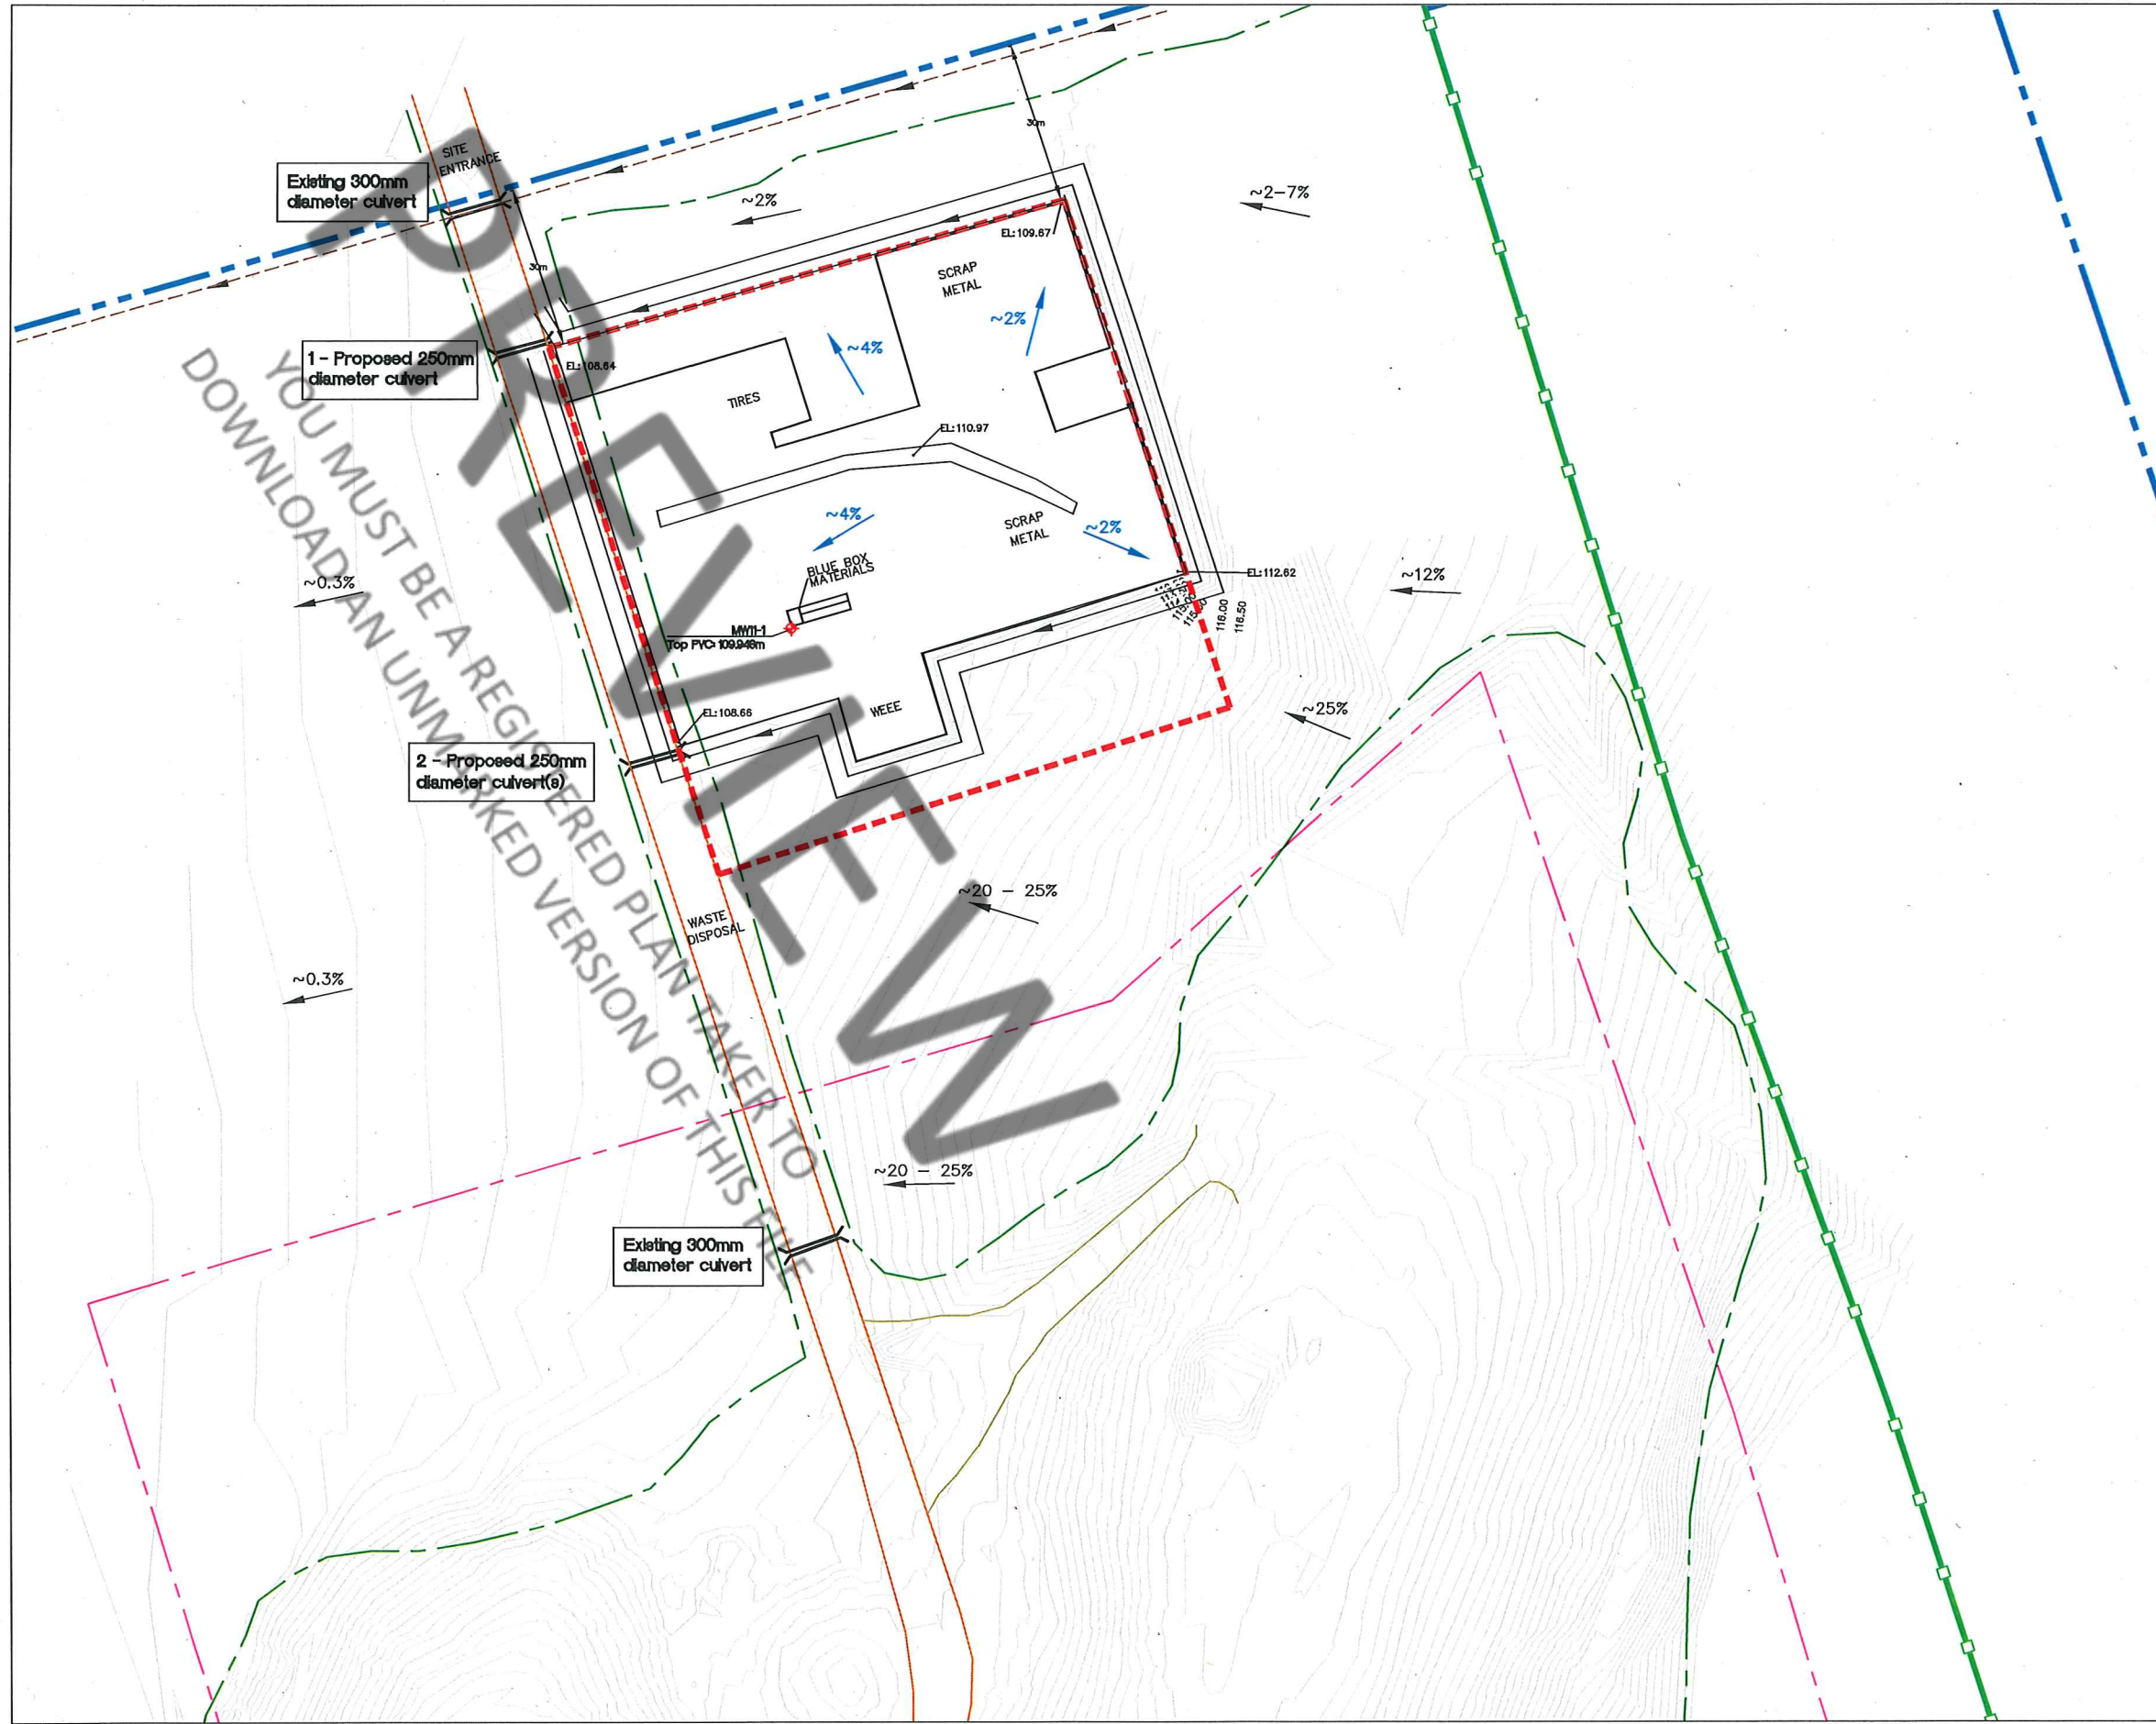 SITE
ENTRANCE
Existing 300mm
diameter culvert
30m
~2%
~2-7%
EL:109.67
30m
SCRAP
METAL
~2%
~4%
1 - Proposed 250mm
diameter culvert
EL:108.64
TIRES
EL:110.97
~4%
SCRAP
METAL
~2%
BLUE BOX
MATERIALS
EL:112.62
~12%
~0.3%
116.00
116.50
MW11-1
Top PVC: 109.946m
WEEE
EL:108.66
~25%
2 - Proposed 250mm
diameter culvert(s)
~20 - 25%
WASTE
DISPOSAL
~0.3%
~20 - 25%
Existing 300mm
diameter culvert
PREVIEW
YOU MUST BE A REGISTERED PLAN TAKER TO
DOWNLOAD AN UNMARKED VERSION OF THIS FILE